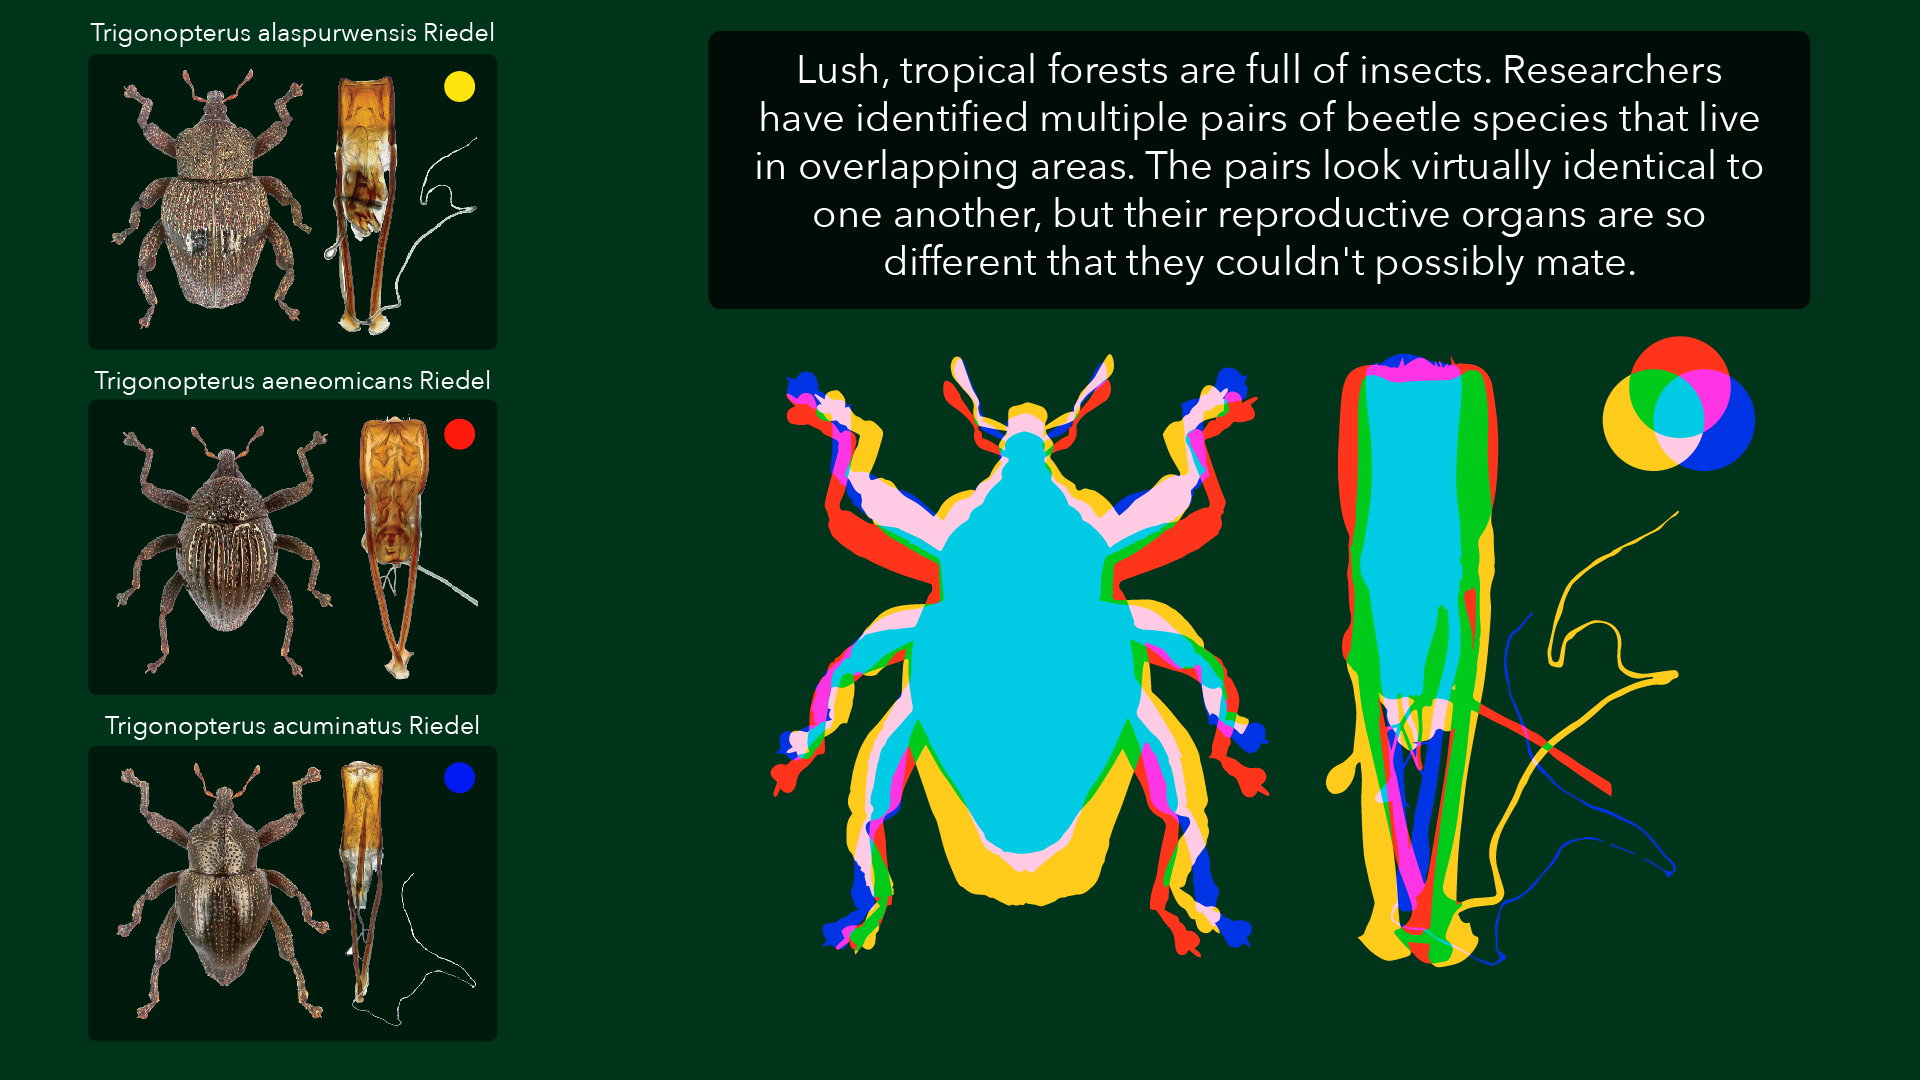 Trigonopterus alaspurwensis Riedel
Lush, tropical forests are full of insects. Researchers
have identified multiple pairs of beetle species that live
in overlapping areas. The pairs look virtually identical to
one another, but their reproductive organs are so
different that they couldn't possibly mate.
Trigonopterus aeneomicans Riedel
Trigonopterus acuminatus Riedel